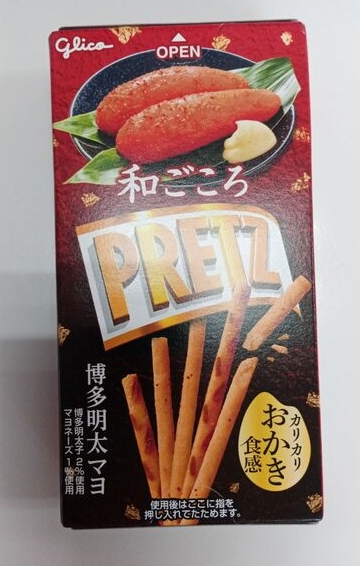 glico
OPEN
和ごころ
PRETZ
博多明太マヨ
博多明太子2%使用
マヨネーズ1%使用
カリカリ
おかき
食感
使用後はここに指を
押し入れてたためます。